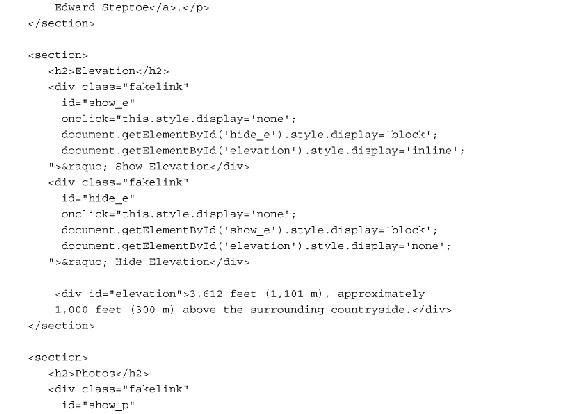 Edward Steptoe</a>.</p>
</section>
<section>
<h2>Elevation</h2>
<div class="fakelink"
id="show_e"
onclick="this.style.display='none';
document.getElementById('hide_e').style.display='block';
document.getElementById('elevation').style.display='inline';
">&raquo; Show Elevation</div>
<div class="fakelink"
id="hide_e"
onclick="this.style.display='none';
document.getElementById('show_e').style.display='block';
document.getElementById('elevation').style.display='none';
">&raquo; Hide Elevation</div>
<div id="elevation">3,612 feet (1,101 m), approximately
1,000 feet (300 m) above the surrounding countryside.</div>
</section>
<section>
<h2>Photos</h2>
<div class="fakelink"
id="show_p"